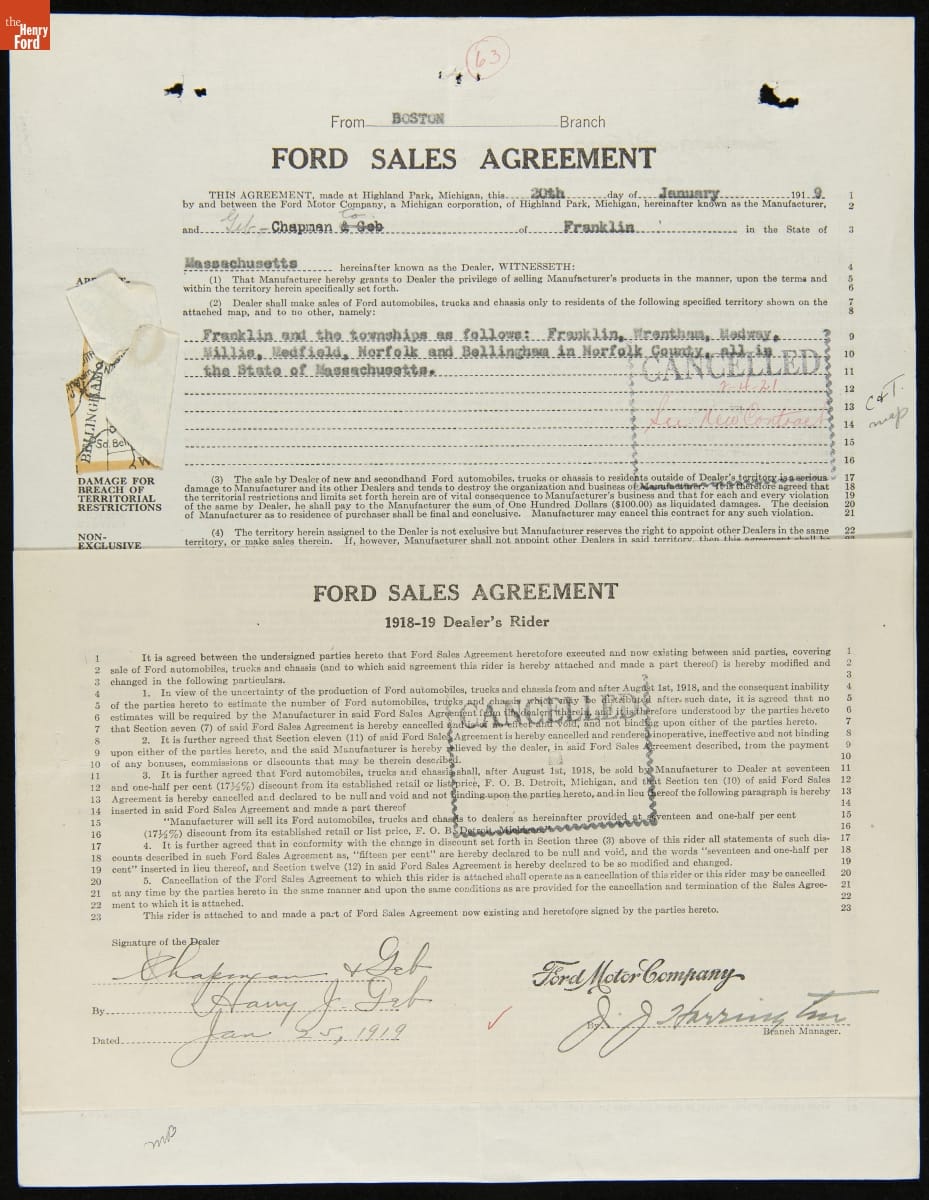 the
Henry
Ford
63
From BOSTON Branch
FORD SALES AGREEMENT
THIS AGREEMENT, made at Highland Park, Michigan, this 20th day of January 1919 1
by and between the Ford Motor Company, a Michigan corporation, of Highland Park, Michigan, hereinafter known as the Manufacturer, 2
and Geb - Chapman & Geb Co of Franklin in the State of 3
Massachusetts hereinafter known as the Dealer, WITNESSETH: 4
(1) That Manufacturer hereby grants to Dealer the privilege of selling Manufacturer's products in the manner, upon the terms and 5
within the territory herein specifically set forth. 6
(2) Dealer shall make sales of Ford automobiles, trucks and chassis only to residents of the following specified territory shown on the 7
attached map, and to no other, namely: 8
Franklin and the townships as follows: Franklin, Wrentham, Medway, 9
Millis, Medfield, Norfolk and Bellingham in Norfolk County, all in 10
the State of Massachusetts. 11
CANCELLED
2-4-21
12
See New Contract
13
14
C & T.
map
15
16
BELLINGHAM
So. Bel
DAMAGE FOR
BREACH OF
TERRITORIAL
RESTRICTIONS
(3) The sale by Dealer of new and secondhand Ford automobiles, trucks or chassis to residents outside of Dealer's territory is a serious 17
damage to Manufacturer and its other Dealers and tends to destroy the organization and business of Manufacturer. It is therefore agreed that 18
the territorial restrictions and limits set forth herein are of vital consequence to Manufacturer's business and that for each and every violation 19
of the same by Dealer, he shall pay to the Manufacturer the sum of One Hundred Dollars ($100.00) as liquidated damages. The decision 20
of Manufacturer as to residence of purchaser shall be final and conclusive. Manufacturer may cancel this contract for any such violation. 21
NON-
EXCLUSIVE
(4) The territory herein assigned to the Dealer is not exclusive but Manufacturer reserves the right to appoint other Dealers in the same 22
territory, or make sales therein. If, however, Manufacturer shall not appoint other Dealers in said territory, then this agreement shall be 23
FORD SALES AGREEMENT
1918-19 Dealer's Rider
1 It is agreed between the undersigned parties hereto that Ford Sales Agreement heretofore executed and now existing between said parties, covering 1
2 sale of Ford automobiles, trucks and chassis (and to which said agreement this rider is hereby attached and made a part thereof) is hereby modified and 2
3 changed in the following particulars. 3
4 1. In view of the uncertainty of the production of Ford automobiles, trucks and chassis from and after August 1st, 1918, and the consequent inability 4
5 of the parties hereto to estimate the number of Ford automobiles, trucks and chassis which may be distributed after such date, it is agreed that no 5
6 estimates will be required by the Manufacturer in said Ford Sales Agreement from the dealer therein, and it is therefore understood by the parties hereto 6
7 that Section seven (7) of said Ford Sales Agreement is hereby cancelled and is of no effect and void, and not binding upon either of the parties hereto. 7
CANCELLED
8 2. It is further agreed that Section eleven (11) of said Ford Sales Agreement is hereby cancelled and rendered inoperative, ineffective and not binding 8
9 upon either of the parties hereto, and the said Manufacturer is hereby relieved by the dealer, in said Ford Sales Agreement described, from the payment 9
10 of any bonuses, commissions or discounts that may be therein described. 10
11 3. It is further agreed that Ford automobiles, trucks and chassis shall, after August 1st, 1918, be sold by Manufacturer to Dealer at seventeen 11
12 and one-half per cent (17½%) discount from its established retail or list price, F. O. B. Detroit, Michigan, and that Section ten (10) of said Ford Sales 12
13 Agreement is hereby cancelled and declared to be null and void and not binding upon the parties hereto, and in lieu thereof the following paragraph is hereby 13
14 inserted in said Ford Sales Agreement and made a part thereof 14
15 "Manufacturer will sell its Ford automobiles, trucks and chassis to dealers as hereinafter provided at seventeen and one-half per cent 15
16 (17½%) discount from its established retail or list price, F. O. B. Detroit, Michigan." 16
17 4. It is further agreed that in conformity with the change in discount set forth in Section three (3) above of this rider all statements of such dis- 17
18 counts described in such Ford Sales Agreement as, "fifteen per cent" are hereby declared to be null and void, and the words "seventeen and one-half per 18
19 cent" inserted in lieu thereof, and Section twelve (12) in said Ford Sales Agreement is hereby declared to be so modified and changed. 19
20 5. Cancellation of the Ford Sales Agreement to which this rider is attached shall operate as a cancellation of this rider or this rider may be cancelled 20
21 at any time by the parties hereto in the same manner and upon the same conditions as are provided for the cancellation and termination of the Sales Agree- 21
22 ment to which it is attached. 22
23 This rider is attached to and made a part of Ford Sales Agreement now existing and heretofore signed by the parties hereto. 23
Signature of the Dealer
Chapman & Geb
Ford Motor Company
By Harry J. Geb
By J. J. Harrington
Branch Manager.
Dated Jan 25, 1919
MB